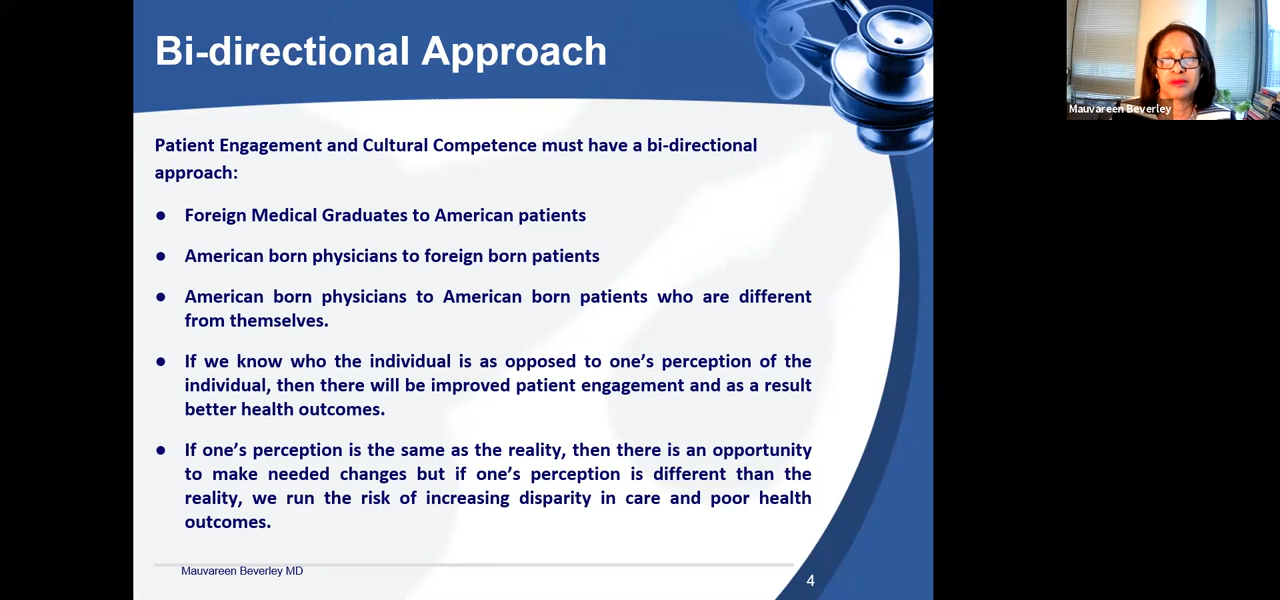 Bi-directional Approach
Mauvareen Beverley
Patient Engagement and Cultural Competence must have a bi-directional
approach:
● Foreign Medical Graduates to American patients
● American born physicians to foreign born patients
● American born physicians to American born patients who are different
from themselves.
● If we know who the individual is as opposed to one's perception of the
individual, then there will be improved patient engagement and as a result
better health outcomes.
● If one's perception is the same as the reality, then there is an opportunity
to make needed changes but if one's perception is different than the
reality, we run the risk of increasing disparity in care and poor health
outcomes.
Mauvareen Beverley MD
4